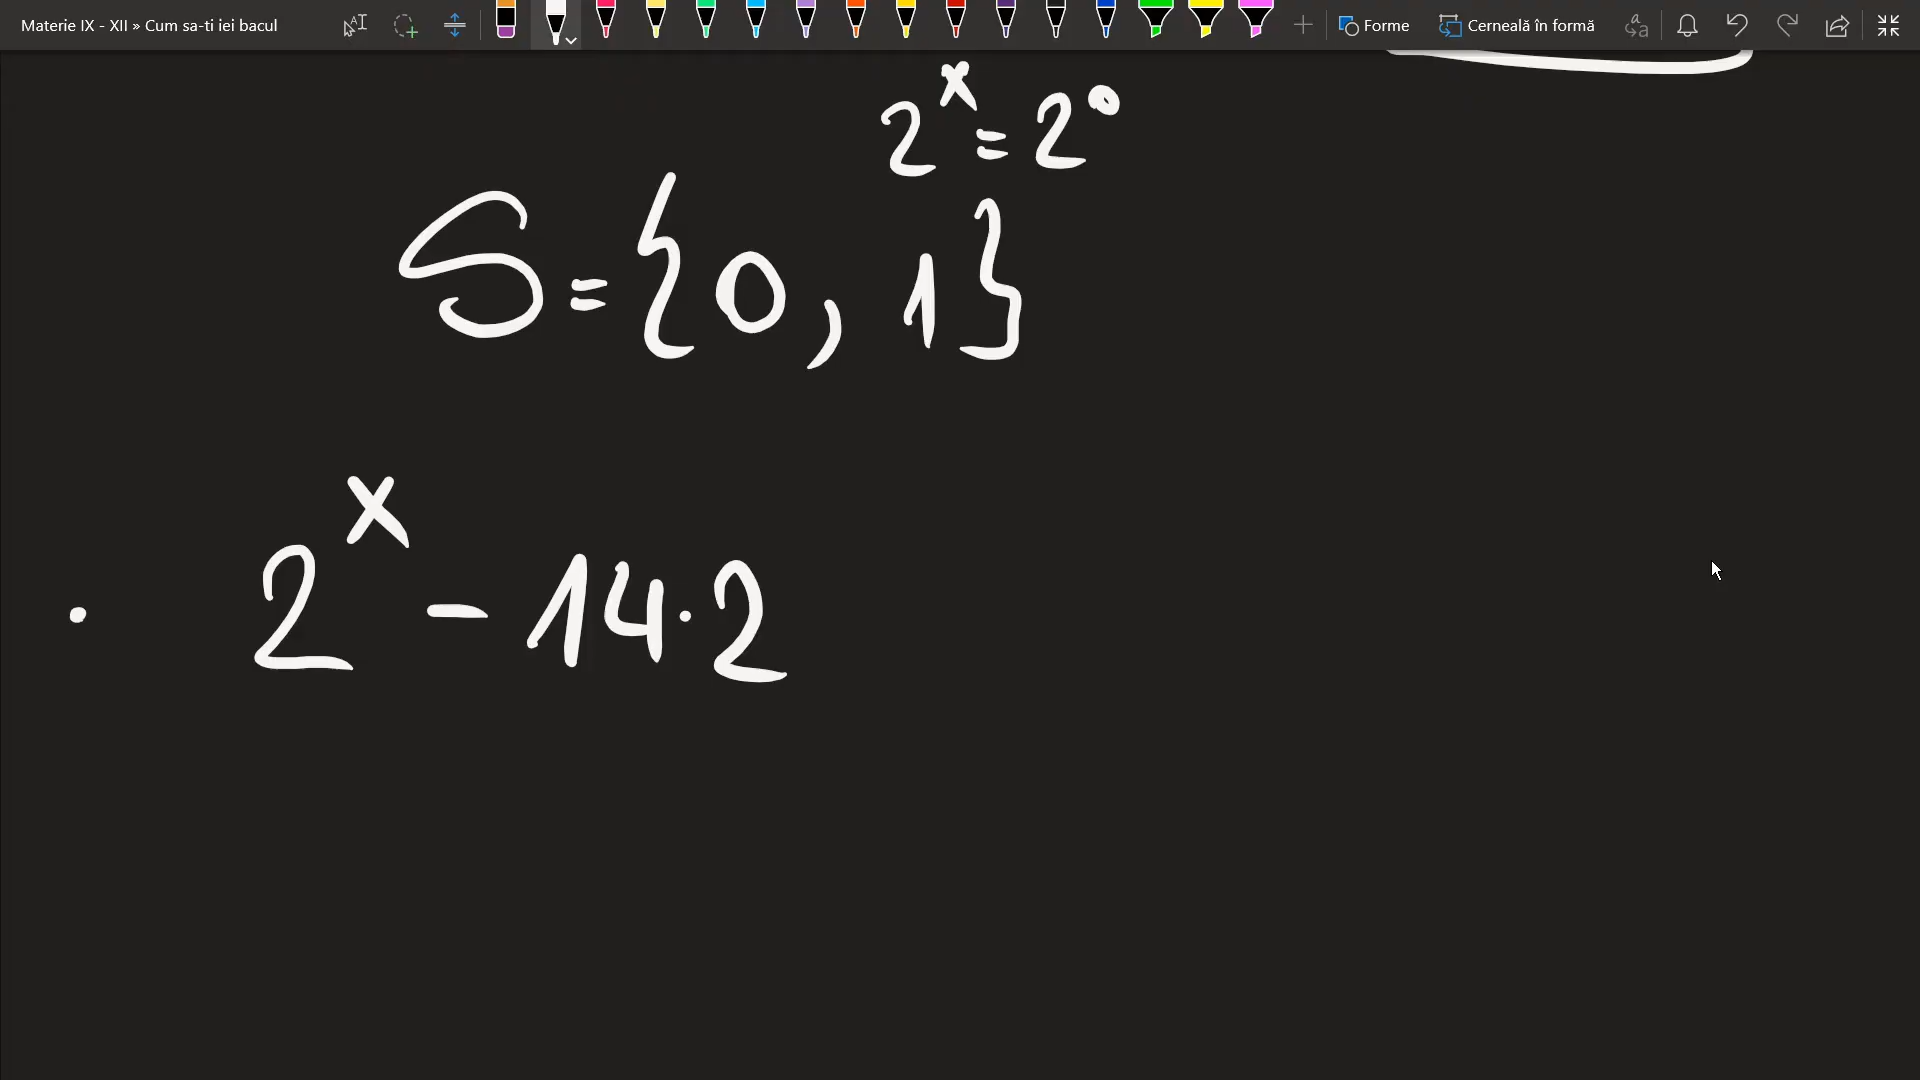 Materie IX - XII » Cum sa-ti iei bacul
Forme
Cerneală în formă
2^x = 2^0
S = {0, 1}
· 2^x - 14 · 2